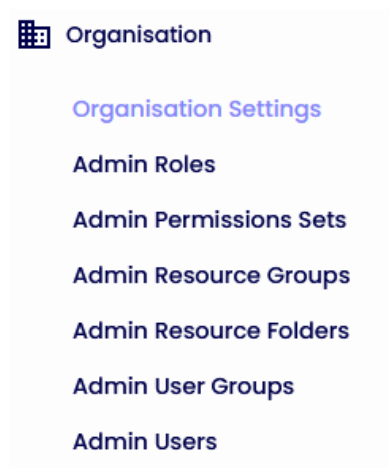 Organisation
Organisation Settings
Admin Roles
Admin Permissions Sets
Admin Resource Groups
Admin Resource Folders
Admin User Groups
Admin Users